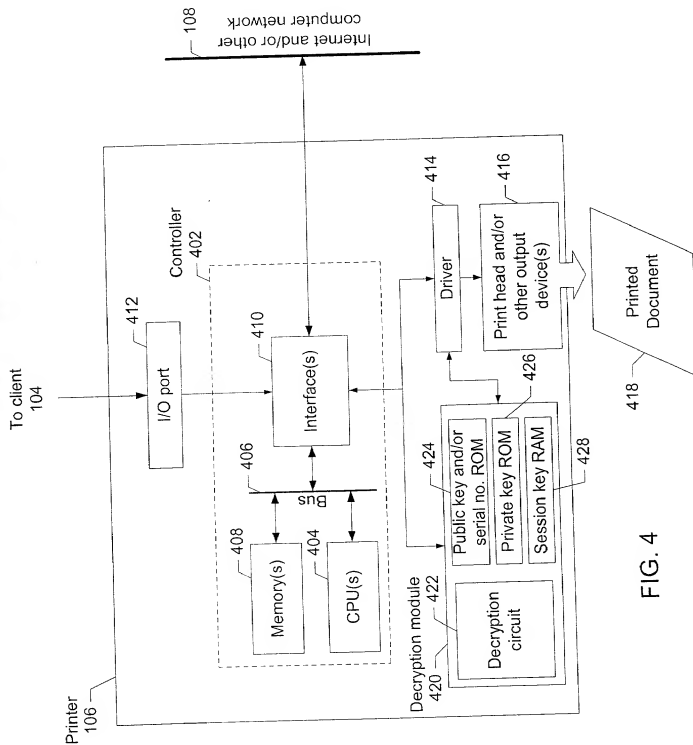 Printer
106
To client
104
I/O port
412
Controller
402
Memory(s)
408
CPU(s)
404
Bus
406
Interface(s)
410
Internet and/or other
computer network
108
Decryption module
420
422
Decryption
circuit
Public key and/or
serial no. ROM
424
Private key ROM
426
Session key RAM
428
Driver
414
Print head and/or
other output
device(s)
416
Printed
Document
418
FIG. 4